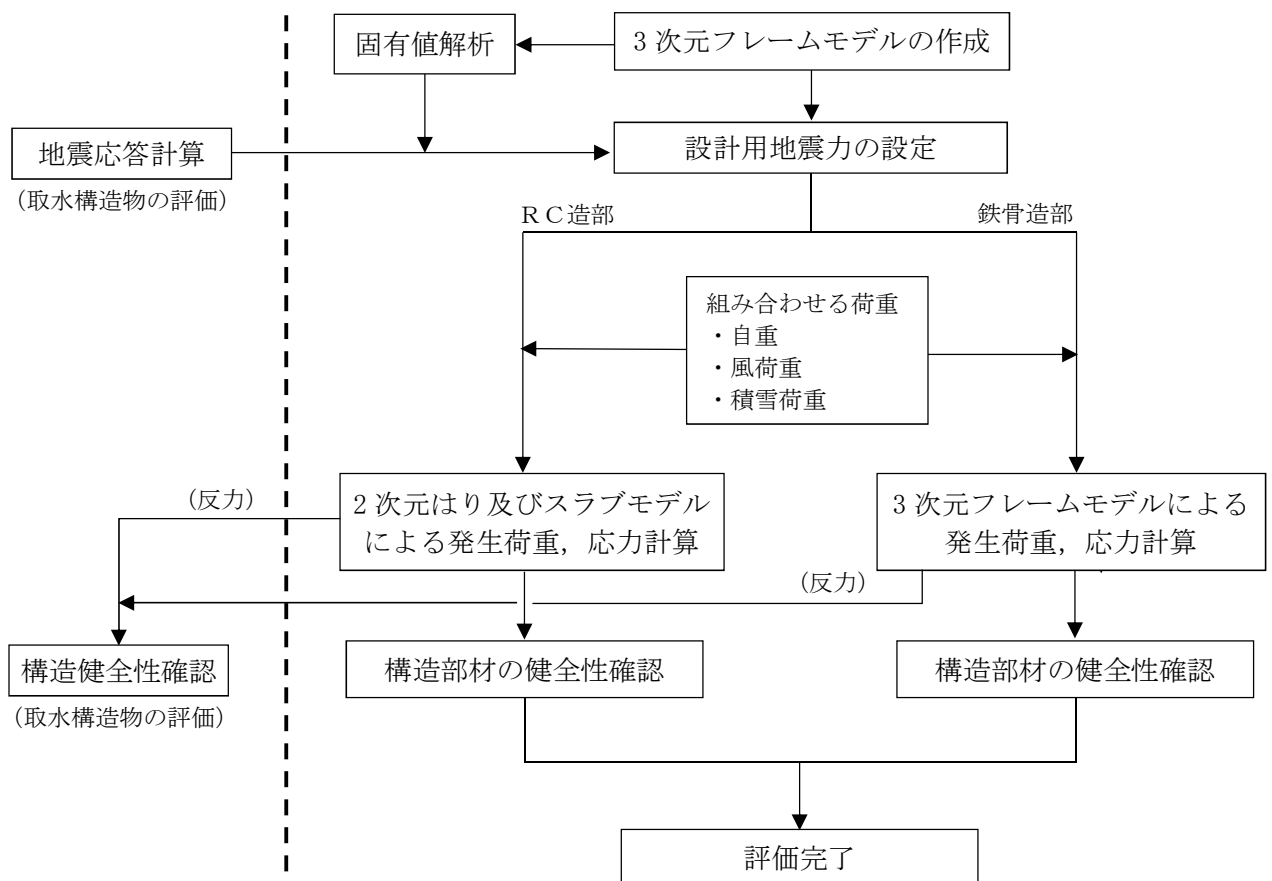 固有値解析
3次元フレームモデルの作成
地震応答計算
(取水構造物の評価)
設計用地震力の設定
RC造部
鉄骨造部
組み合わせる荷重
・自重
・風荷重
・積雪荷重
(反力)
2次元はり及びスラブモデル
による発生荷重,応力計算
3次元フレームモデルによる
発生荷重,応力計算
(反力)
構造健全性確認
(取水構造物の評価)
構造部材の健全性確認
構造部材の健全性確認
評価完了